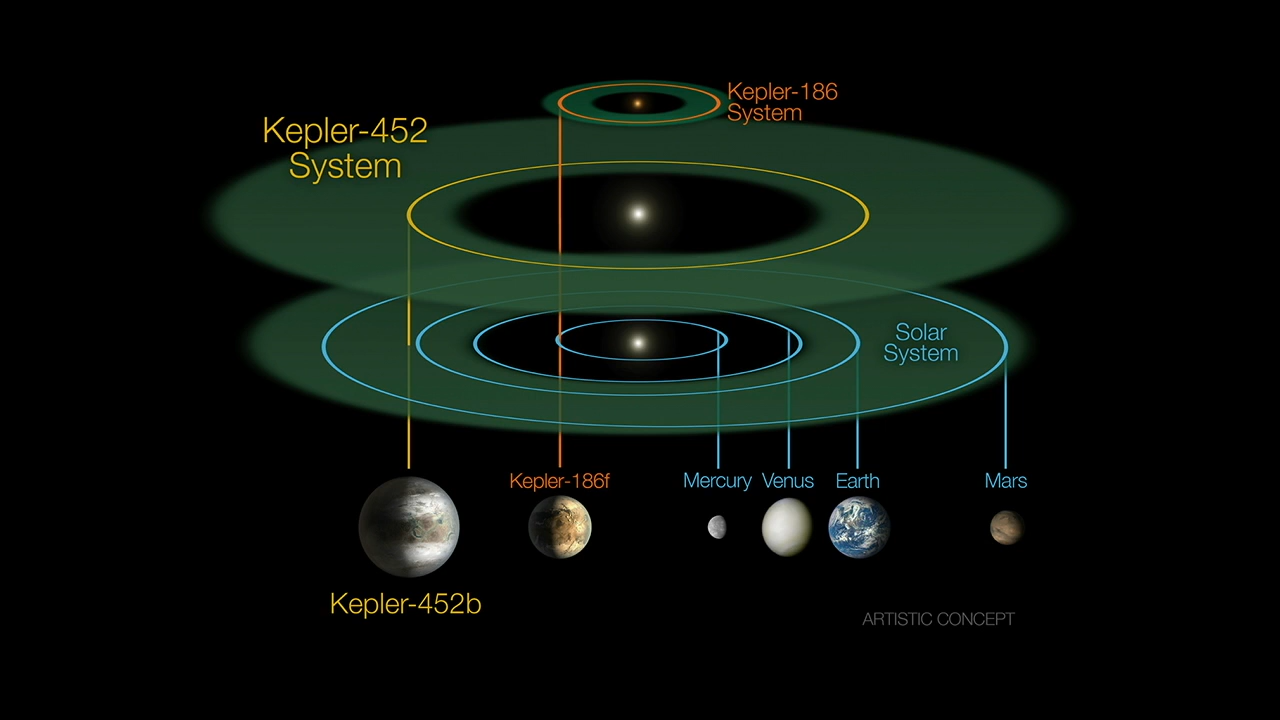 Kepler-186
System
Kepler-452
System
Solar
System
Kepler-186f
Mercury
Venus
Earth
Mars
Kepler-452b
ARTISTIC CONCEPT